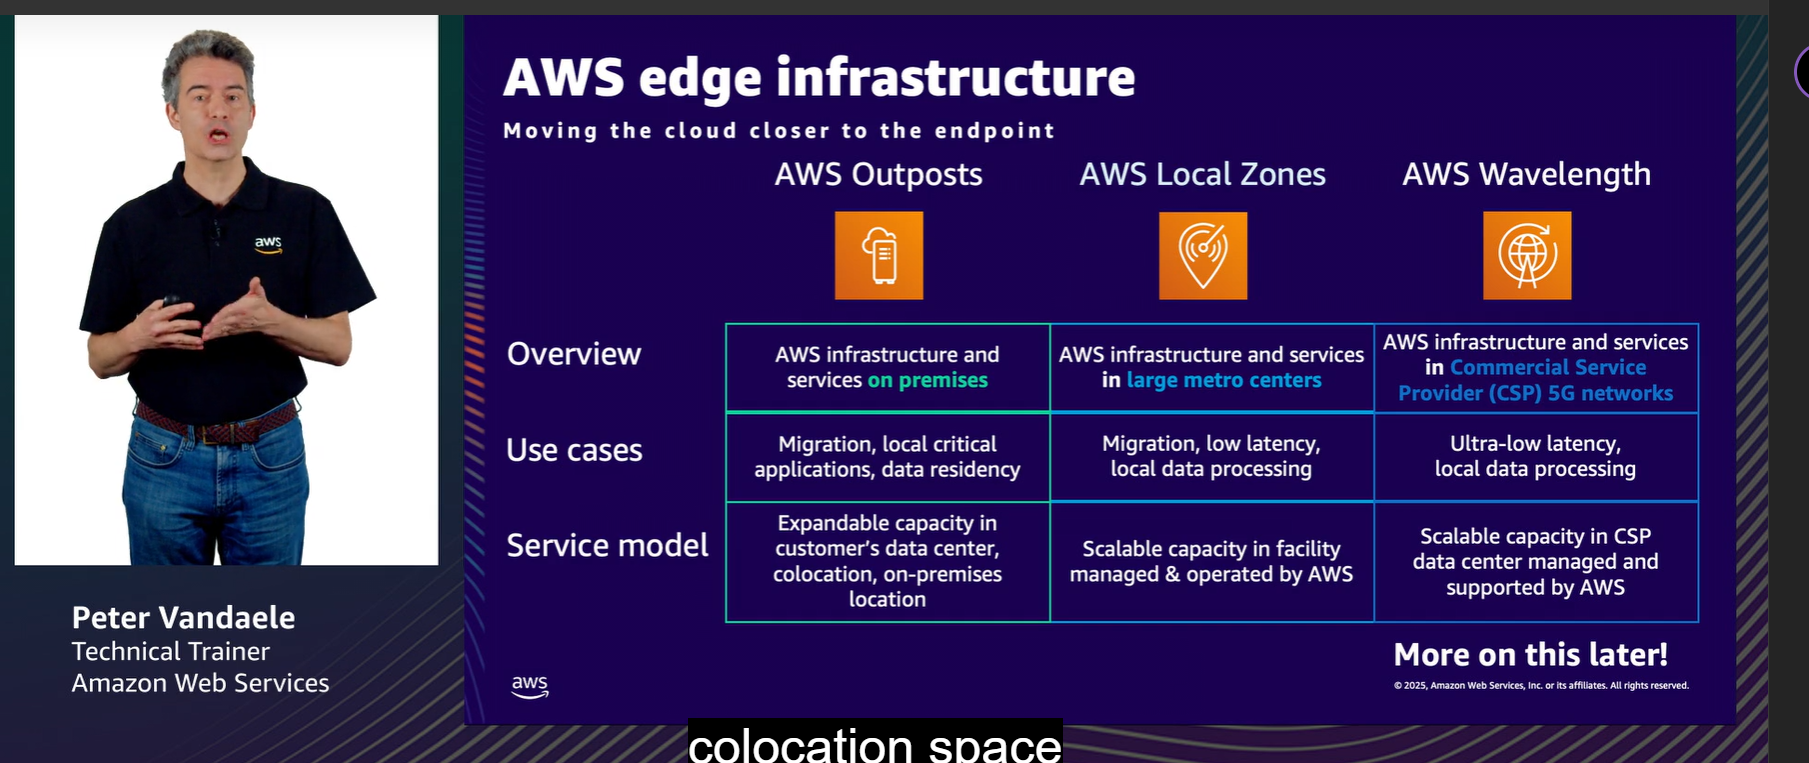 aws
Peter Vandaele
Technical Trainer
Amazon Web Services
AWS edge infrastructure
Moving the cloud closer to the endpoint
AWS Outposts
AWS Local Zones
AWS Wavelength
Overview
AWS infrastructure and
services on premises
AWS infrastructure and services
in large metro centers
AWS infrastructure and services
in Commercial Service
Provider (CSP) 5G networks
Use cases
Migration, local critical
applications, data residency
Migration, low latency,
local data processing
Ultra-low latency,
local data processing
Service model
Expandable capacity in
customer's data center,
colocation, on-premises
location
Scalable capacity in facility
managed & operated by AWS
Scalable capacity in CSP
data center managed and
supported by AWS
More on this later!
aws
© 2025, Amazon Web Services, Inc. or its affiliates. All rights reserved.
colocation space